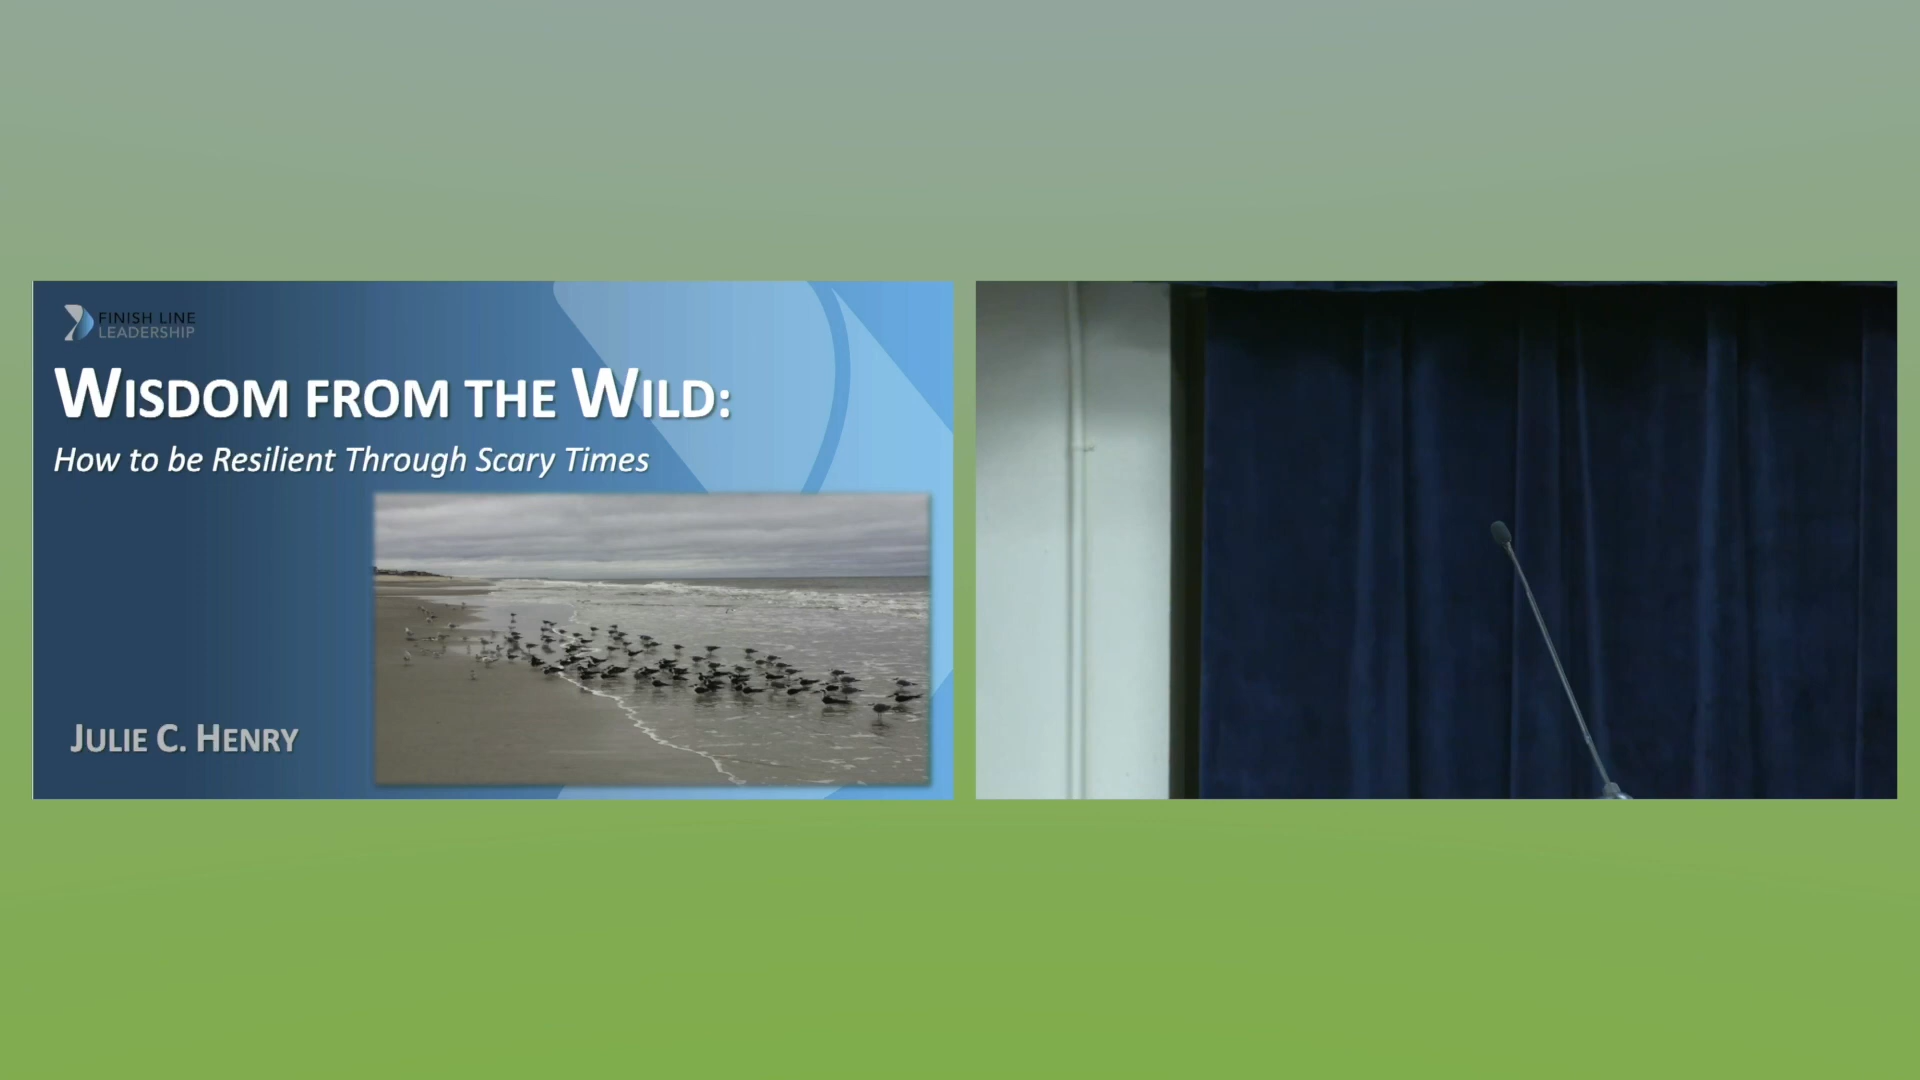 FINISH LINE
LEADERSHIP
WISDOM FROM THE WILD:
How to be Resilient Through Scary Times
JULIE C. HENRY